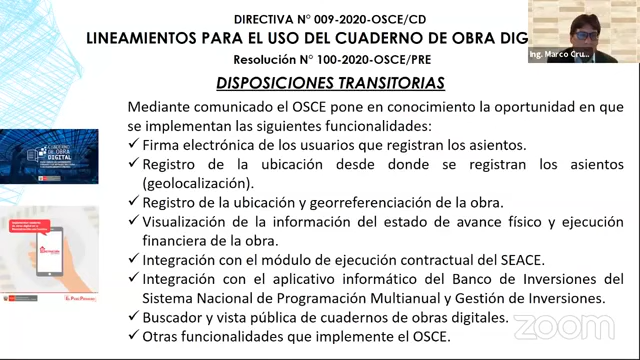 DIRECTIVA N° 009-2020-OSCE/CD
LINEAMIENTOS PARA EL USO DEL CUADERNO DE OBRA DIG
Resolución N° 100-2020-OSCE/PRE
DISPOSICIONES TRANSITORIAS
Ing. Marco Cru...
Mediante comunicado el OSCE pone en conocimiento la oportunidad en que
se implementan las siguientes funcionalidades:
✓ Firma electrónica de los usuarios que registran los asientos.
✓ Registro de la ubicación desde donde se registran los asientos
(geolocalización).
✓ Registro de la ubicación y georreferenciación de la obra.
✓ Visualización de la información del estado de avance físico y ejecución
financiera de la obra.
✓ Integración con el módulo de ejecución contractual del SEACE.
✓ Integración con el aplicativo informático del Banco de Inversiones del
Sistema Nacional de Programación Multianual y Gestión de Inversiones.
✓ Buscador y vista pública de cuadernos de obras digitales.
✓ Otras funcionalidades que implemente el OSCE.
CUADERNO
DE OBRA
DIGITAL
zoom